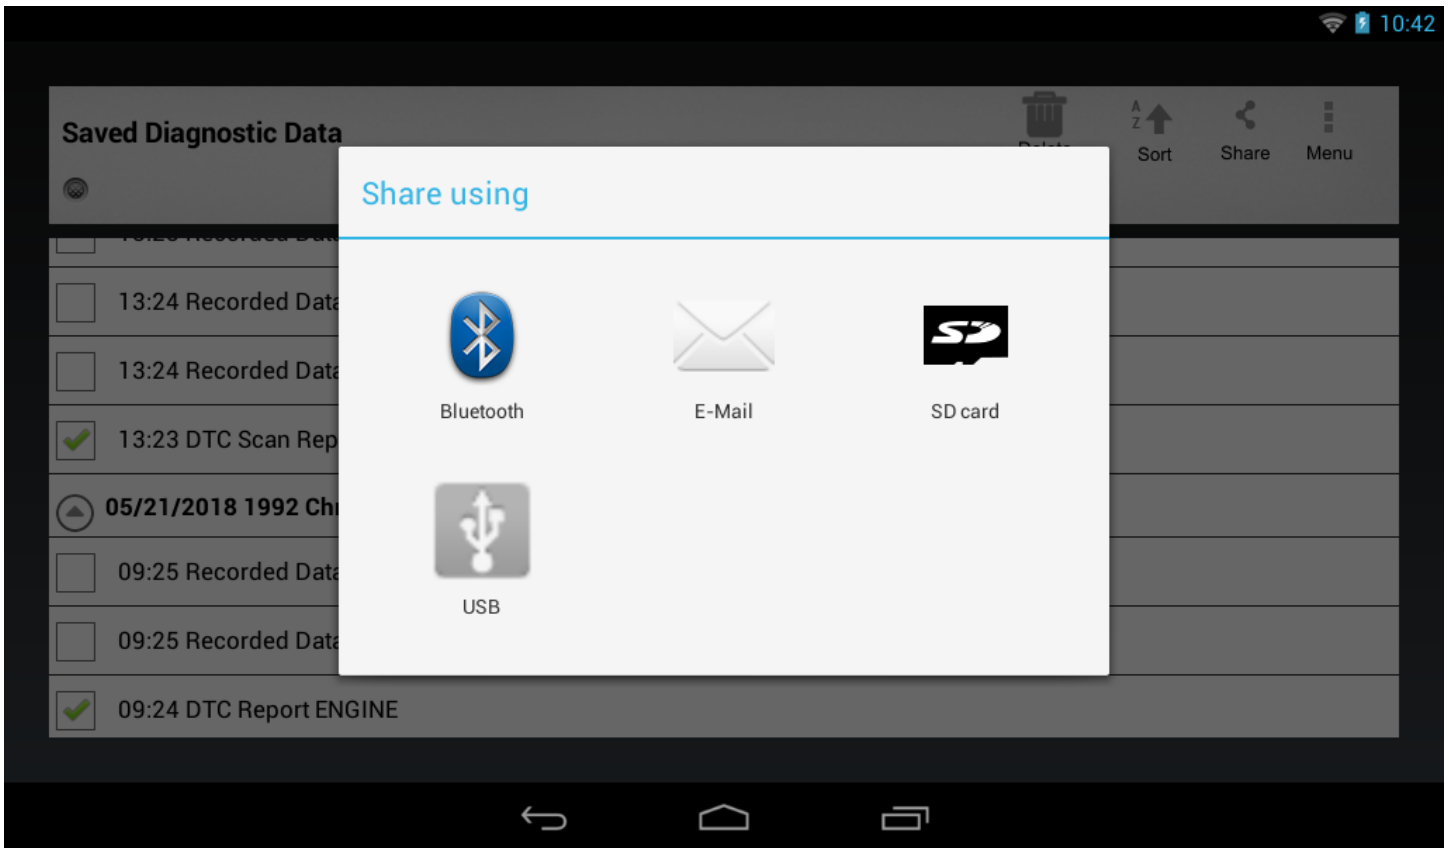 10:42
Saved Diagnostic Data
A
Z
Sort
Share
Menu
Share using
13:24 Recorded Data
13:24 Recorded Data
13:23 DTC Scan Rep
05/21/2018 1992 Ch
09:25 Recorded Data
09:25 Recorded Data
09:24 DTC Report ENGINE
Bluetooth
E-Mail
SD
SD card
USB